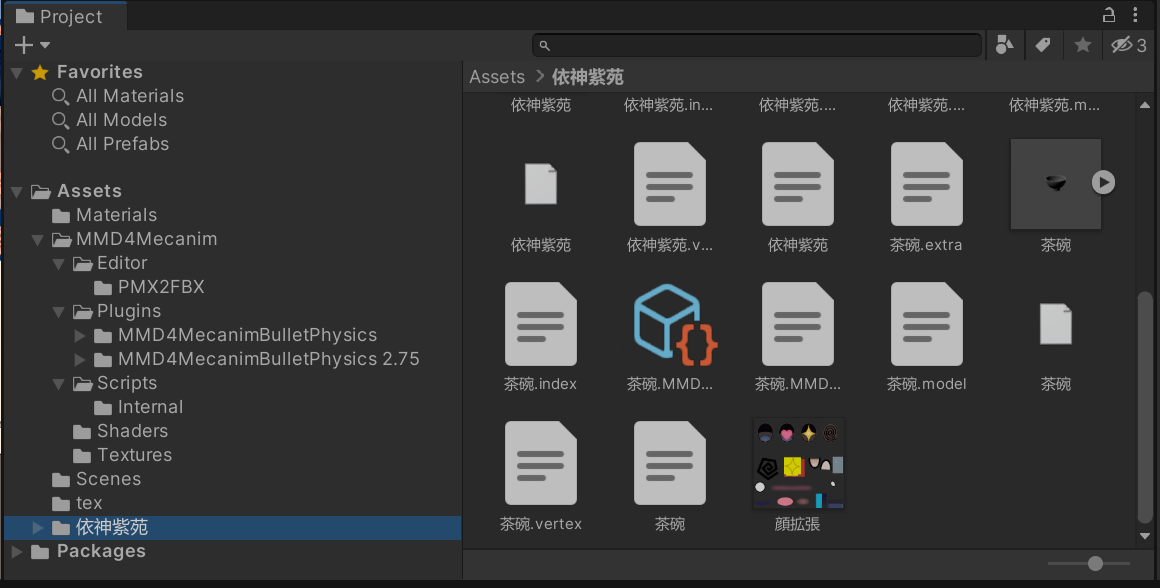 Project
3
Favorites
All Materials
All Models
All Prefabs
Assets
Materials
MMD4Mecanim
Editor
PMX2FBX
Plugins
MMD4MecanimBulletPhysics
MMD4MecanimBulletPhysics 2.75
Scripts
Internal
Shaders
Textures
Scenes
tex
依神紫苑
Packages
Assets > 依神紫苑
依神紫苑 依神紫苑.in... 依神紫苑.... 依神紫苑.... 依神紫苑.m...
依神紫苑 依神紫苑.v... 依神紫苑 茶碗.extra 茶碗
茶碗.index 茶碗.MMD... 茶碗.MMD... 茶碗.model 茶碗
茶碗.vertex 茶碗 顔拡張